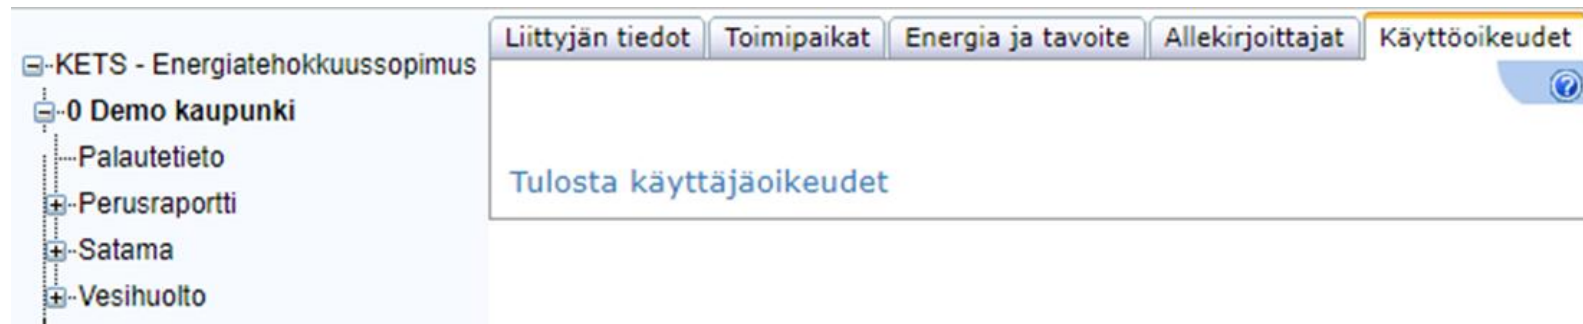 KETS - Energiatehokkuussopimus
0 Demo kaupunki
Palautetieto
Perusraportti
Satama
Vesihuolto
Liittyjän tiedot Toimipaikat Energia ja tavoite Allekirjoittajat Käyttöoikeudet
Tulosta käyttäjäoikeudet